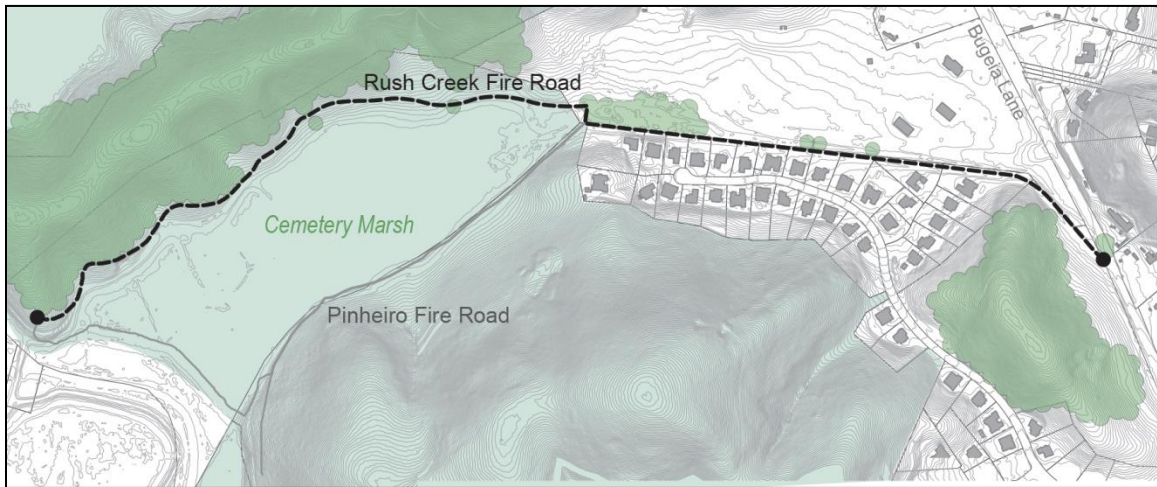 Rush Creek Fire Road
Bugeia Lane
Cemetery Marsh
Pinheiro Fire Road